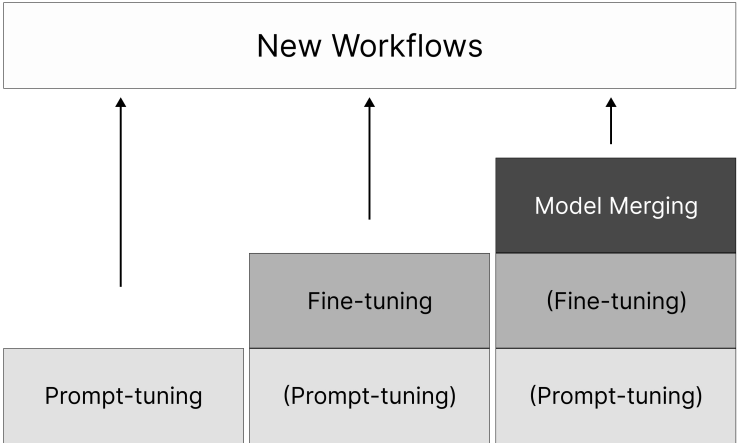 New Workflows
Model Merging
Fine-tuning
(Fine-tuning)
Prompt-tuning
(Prompt-tuning)
(Prompt-tuning)